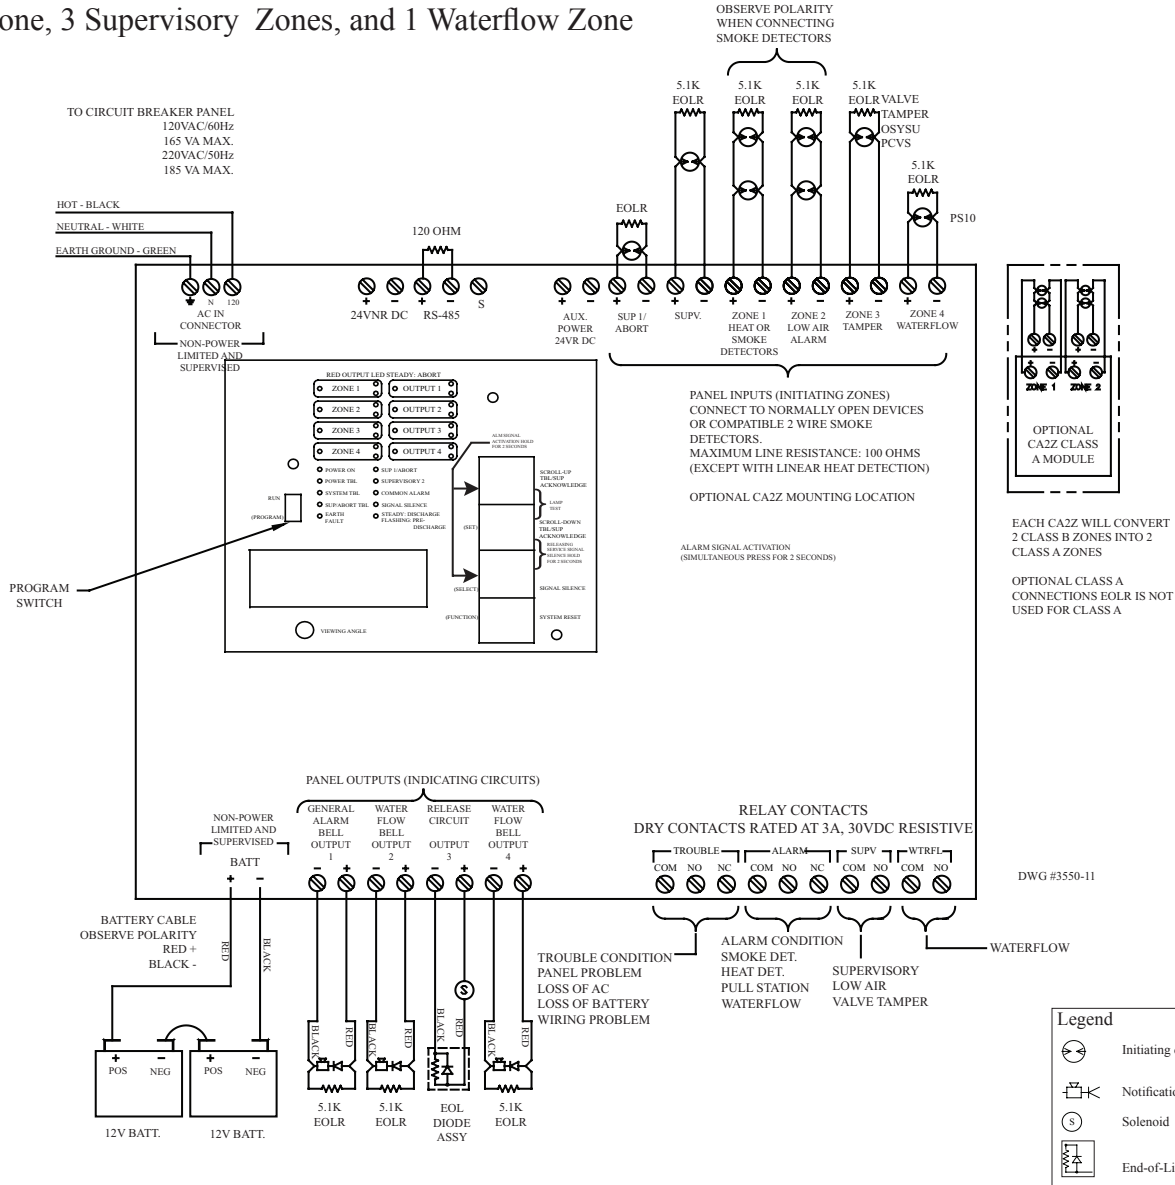 one, 3 Supervisory Zones, and 1 Waterflow Zone
OBSERVE POLARITY
WHEN CONNECTING
SMOKE DETECTORS
5.1K
EOLR
5.1K
EOLR
5.1K
EOLR
5.1K
EOLR
VALVE
TAMPER
OSYSU
PCVS
5.1K
EOLR
PS10
TO CIRCUIT BREAKER PANEL
120VAC/60Hz
165 VA MAX.
220VAC/50Hz
185 VA MAX.
HOT - BLACK
NEUTRAL - WHITE
EARTH GROUND - GREEN
120 OHM
EOLR
N 120
AC IN
CONNECTOR
NON-POWER
LIMITED AND
SUPERVISED
+ -
24VNR DC
+ -
RS-485
S
+ -
AUX.
POWER
24VR DC
+ -
SUP 1/
ABORT
+ -
SUPV.
+ -
ZONE 1
HEAT OR
SMOKE
DETECTORS
+ -
ZONE 2
LOW AIR
ALARM
+ -
ZONE 3
TAMPER
+ -
ZONE 4
WATERFLOW
PANEL INPUTS (INITIATING ZONES)
CONNECT TO NORMALLY OPEN DEVICES
OR COMPATIBLE 2 WIRE SMOKE
DETECTORS.
MAXIMUM LINE RESISTANCE: 100 OHMS
(EXCEPT WITH LINEAR HEAT DETECTION)
OPTIONAL CA2Z MOUNTING LOCATION
ALARM SIGNAL ACTIVATION
(SIMULTANEOUS PRESS FOR 2 SECONDS)
+ - + -
+ - + -
ZONE 1 ZONE 2
OPTIONAL
CA2Z CLASS
A MODULE
EACH CA2Z WILL CONVERT
2 CLASS B ZONES INTO 2
CLASS A ZONES
OPTIONAL CLASS A
CONNECTIONS EOLR IS NOT
USED FOR CLASS A
RED OUTPUT LED STEADY: ABORT
ZONE 1 OUTPUT 1
ZONE 2 OUTPUT 2
ZONE 3 OUTPUT 3
ZONE 4 OUTPUT 4
POWER ON SUP 1/ABORT
POWER TBL SUPERVISORY 2
SYSTEM TBL COMMON ALARM
SUP/ABORT TBL SIGNAL SILENCE
EARTH
FAULT
STEADY: DISCHARGE
FLASHING: PRE-
DISCHARGE
ALM SIGNAL
ACTIVATION HOLD
FOR 2 SECONDS
SCROLL-UP
TBL/SUP
ACKNOWLEDGE
LAMP
TEST
SCROLL-DOWN
TBL/SUP
ACKNOWLEDGE
RELEASING
SERVICE SIGNAL
SILENCE HOLD
FOR 2 SECONDS
SIGNAL SILENCE
SYSTEM RESET
RUN
(PROGRAM)
(SET)
(SELECT)
(FUNCTION)
VIEWING ANGLE
PROGRAM
SWITCH
PANEL OUTPUTS (INDICATING CIRCUITS)
NON-POWER
LIMITED AND
SUPERVISED
BATT
+ -
GENERAL
ALARM
BELL
OUTPUT
1
- +
WATER
FLOW
BELL
OUTPUT
2
- +
RELEASE
CIRCUIT
OUTPUT
3
- +
WATER
FLOW
BELL
OUTPUT
4
- +
RELAY CONTACTS
DRY CONTACTS RATED AT 3A, 30VDC RESISTIVE
TROUBLE ALARM SUPV WTRFL
COM NO NC COM NO NC COM NO COM NO
DWG #3550-11
BATTERY CABLE
OBSERVE POLARITY
RED +
BLACK -
RED
BLACK
TROUBLE CONDITION
PANEL PROBLEM
LOSS OF AC
LOSS OF BATTERY
WIRING PROBLEM
ALARM CONDITION
SMOKE DET.
HEAT DET.
PULL STATION
WATERFLOW
SUPERVISORY
LOW AIR
VALVE TAMPER
WATERFLOW
S
BLACK
RED
BLACK
RED
BLACK
RED
BLACK
RED
+ - + -
POS NEG POS NEG
12V BATT. 12V BATT.
5.1K
EOLR
5.1K
EOLR
EOL
DIODE
ASSY
5.1K
EOLR
Legend
Initiating
Notification
S Solenoid
End-of-Li